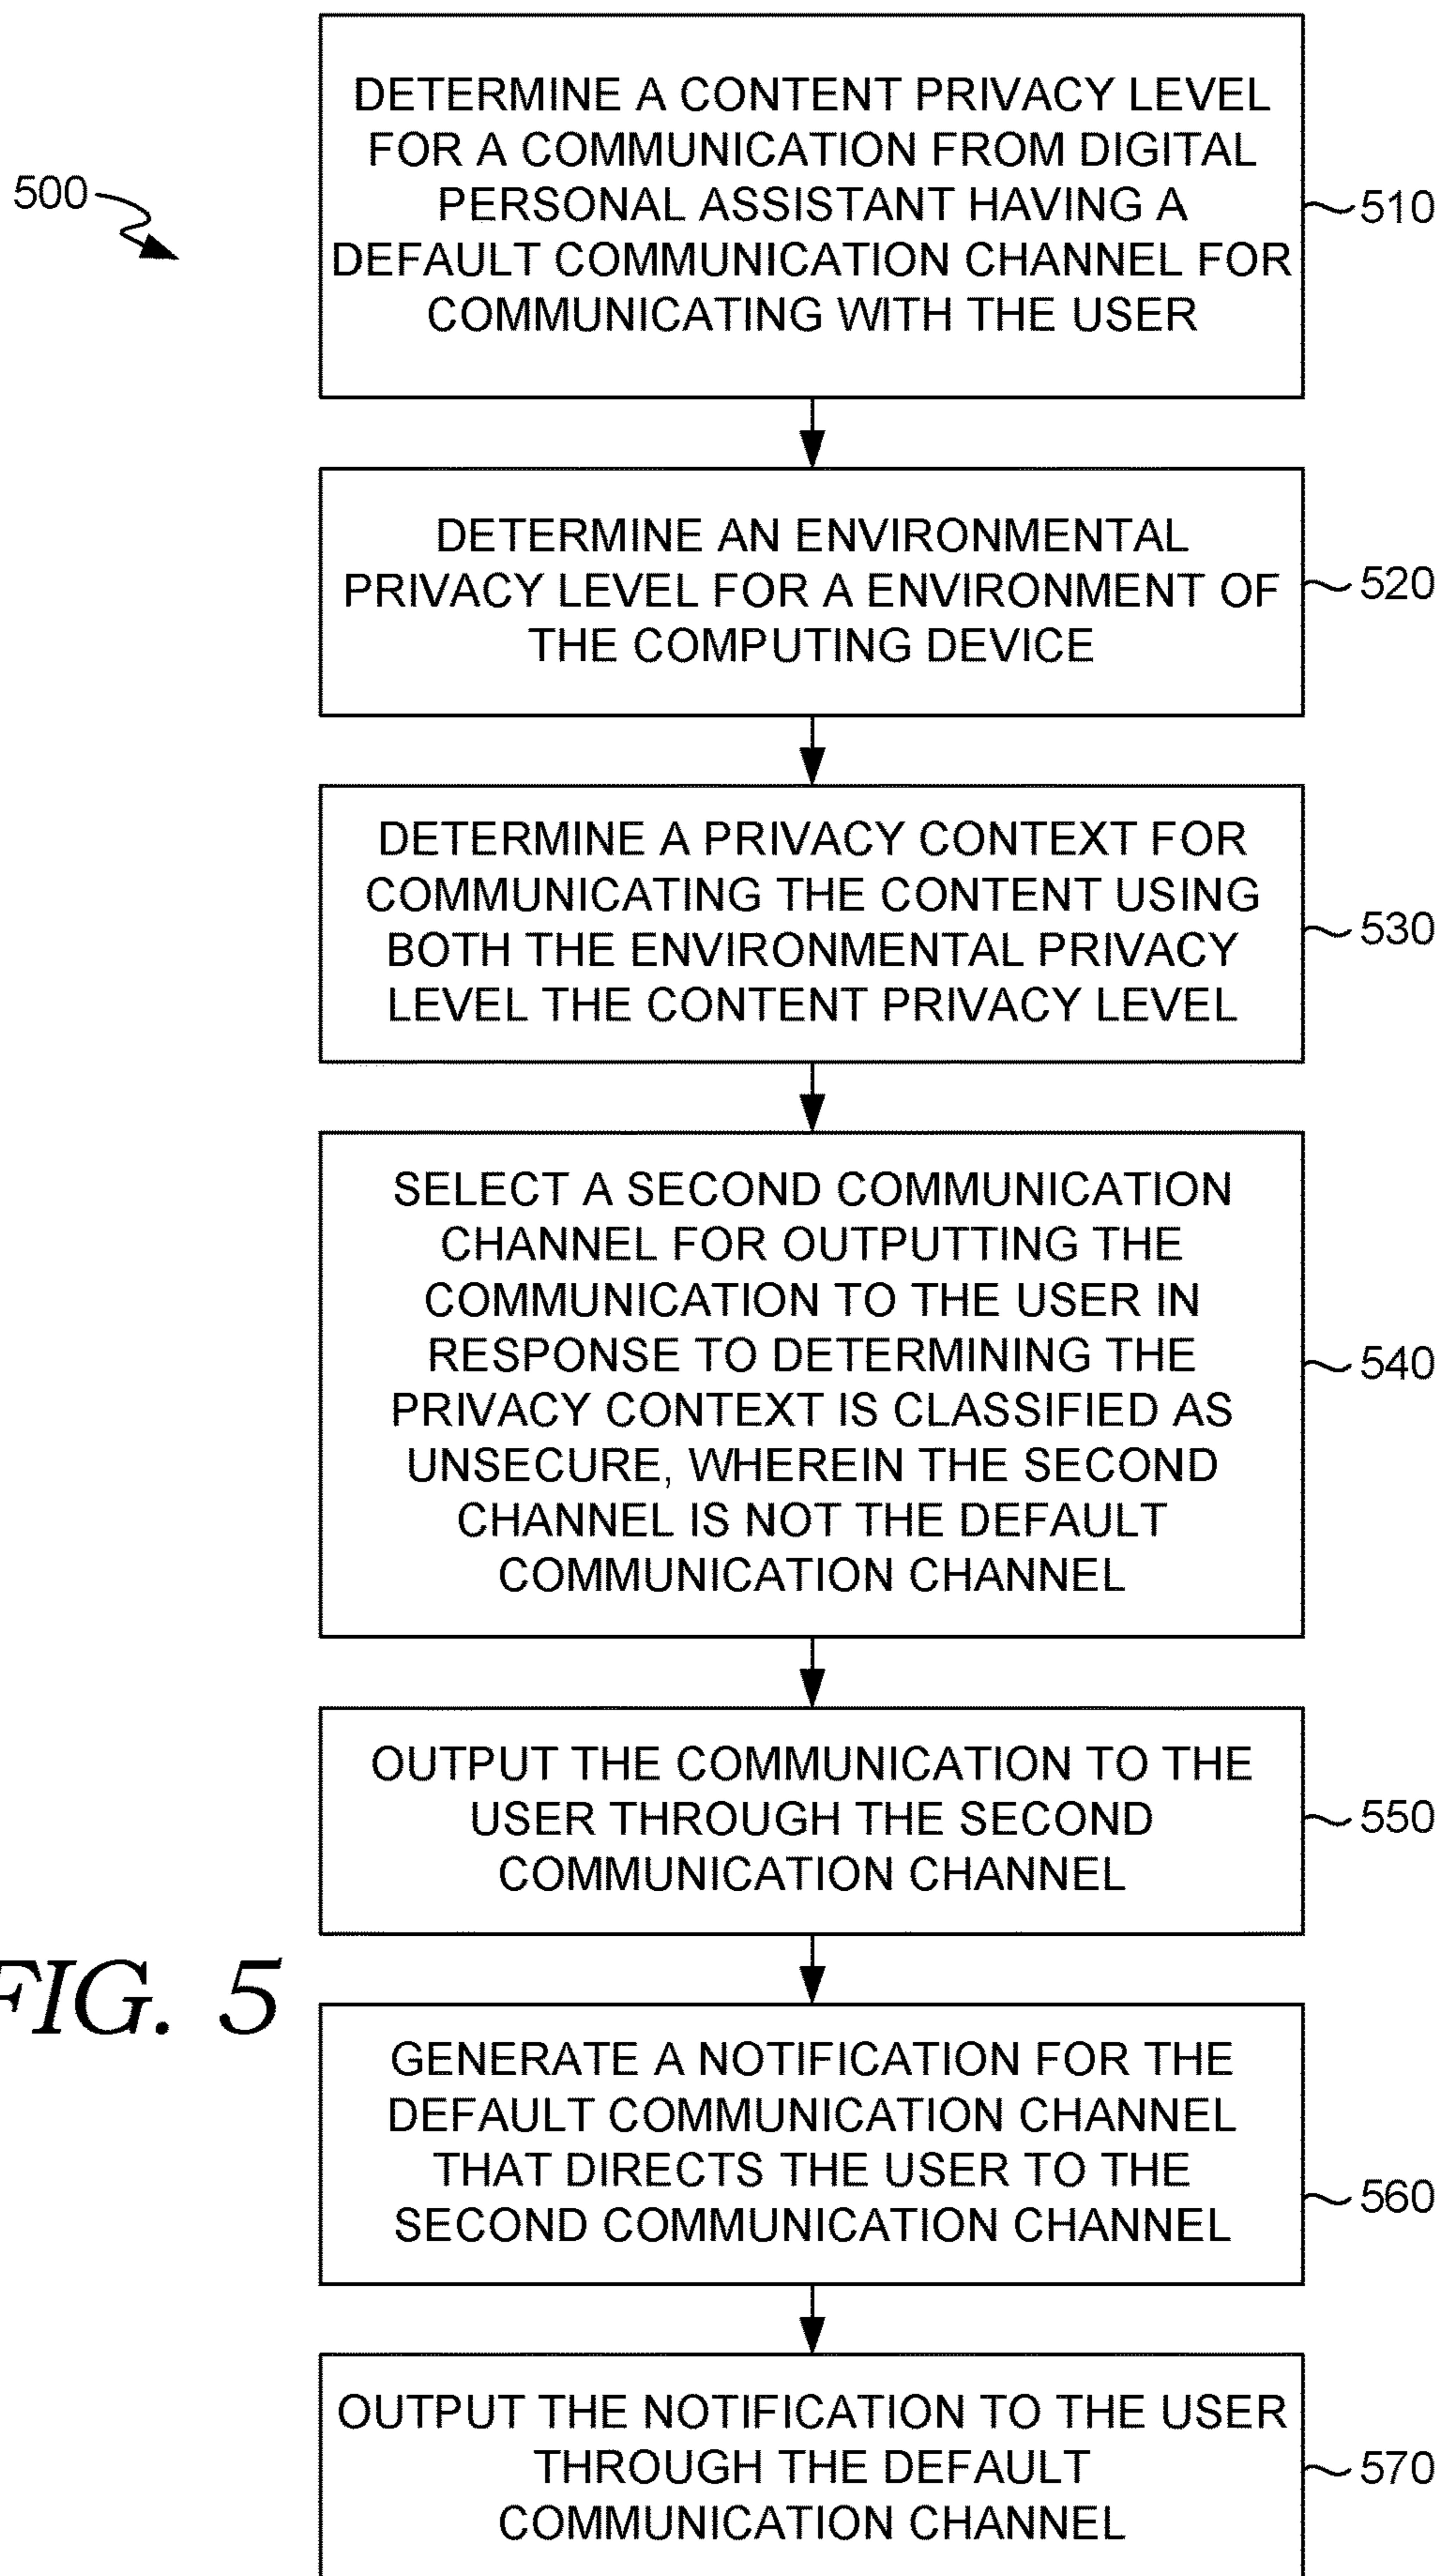 500
DETERMINE A CONTENT PRIVACY LEVEL
FOR A COMMUNICATION FROM DIGITAL
PERSONAL ASSISTANT HAVING A
DEFAULT COMMUNICATION CHANNEL FOR
COMMUNICATING WITH THE USER
510
DETERMINE AN ENVIRONMENTAL
PRIVACY LEVEL FOR A ENVIRONMENT OF
THE COMPUTING DEVICE
520
DETERMINE A PRIVACY CONTEXT FOR
COMMUNICATING THE CONTENT USING
BOTH THE ENVIRONMENTAL PRIVACY
LEVEL THE CONTENT PRIVACY LEVEL
530
SELECT A SECOND COMMUNICATION
CHANNEL FOR OUTPUTTING THE
COMMUNICATION TO THE USER IN
RESPONSE TO DETERMINING THE
PRIVACY CONTEXT IS CLASSIFIED AS
UNSECURE, WHEREIN THE SECOND
CHANNEL IS NOT THE DEFAULT
COMMUNICATION CHANNEL
540
OUTPUT THE COMMUNICATION TO THE
USER THROUGH THE SECOND
COMMUNICATION CHANNEL
550
FIG. 5
GENERATE A NOTIFICATION FOR THE
DEFAULT COMMUNICATION CHANNEL
THAT DIRECTS THE USER TO THE
SECOND COMMUNICATION CHANNEL
560
OUTPUT THE NOTIFICATION TO THE USER
THROUGH THE DEFAULT
COMMUNICATION CHANNEL
570